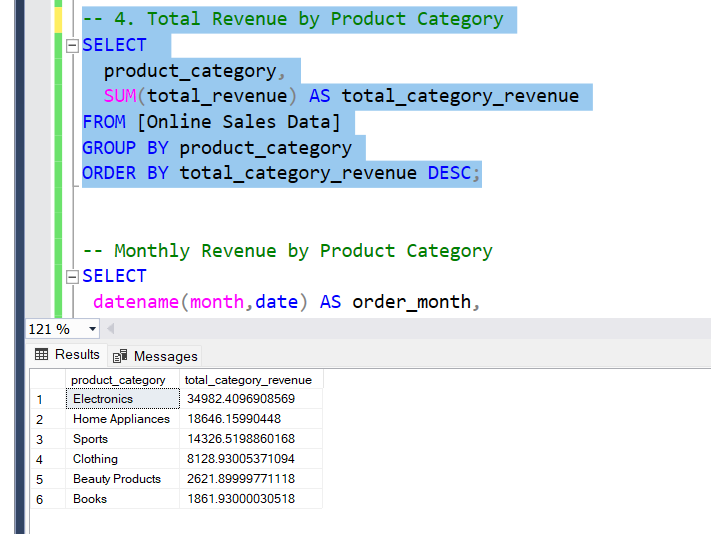 -- 4. Total Revenue by Product Category
SELECT
product_category,
SUM(total_revenue) AS total_category_revenue
FROM [Online Sales Data]
GROUP BY product_category
ORDER BY total_category_revenue DESC;
-- Monthly Revenue by Product Category
SELECT
datename(month,date) AS order_month,
121 %
Results Messages
product_category total_category_revenue
1 Electronics 34982.4096908569
2 Home Appliances 18646.15990448
3 Sports 14326.5198860168
4 Clothing 8128.93005371094
5 Beauty Products 2621.89999771118
6 Books 1861.93000030518